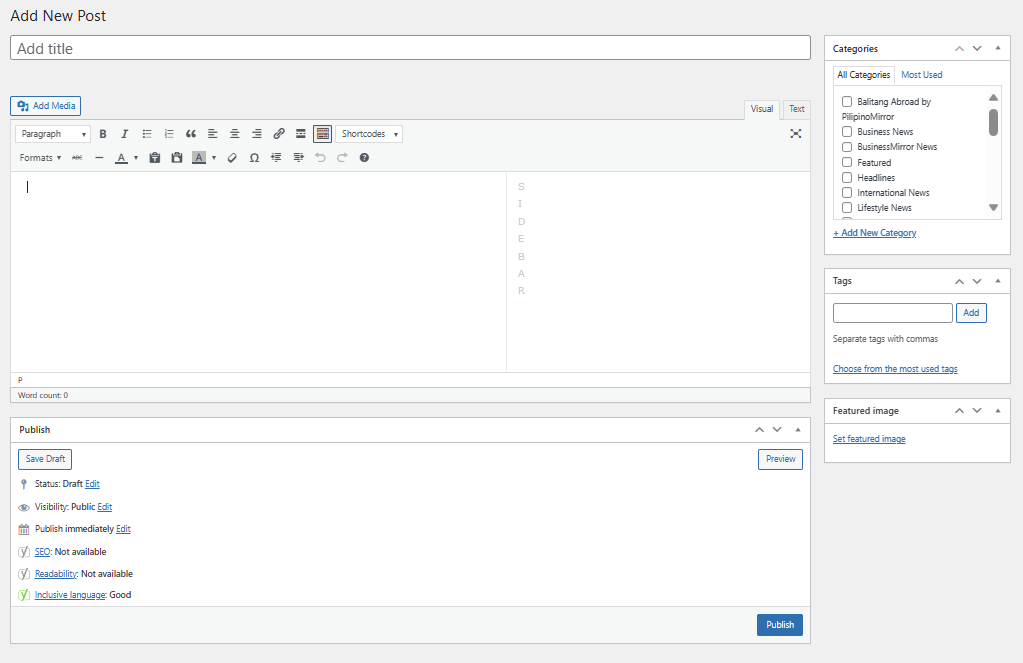 Add New Post
Add title
Add Media
Visual
Text
Paragraph
B
I
Shortcodes
Formats
ABC
A
A
Ω
S
I
D
E
B
A
R
P
Word count: 0
Publish
Save Draft
Preview
Status: Draft Edit
Visibility: Public Edit
Publish immediately Edit
SEO: Not available
Readability: Not available
Inclusive language: Good
Publish
Categories
All Categories
Most Used
Balitang Abroad by
PilipinoMirror
Business News
BusinessMirror News
Featured
Headlines
International News
Lifestyle News
+ Add New Category
Tags
Add
Separate tags with commas
Choose from the most used tags
Featured image
Set featured image